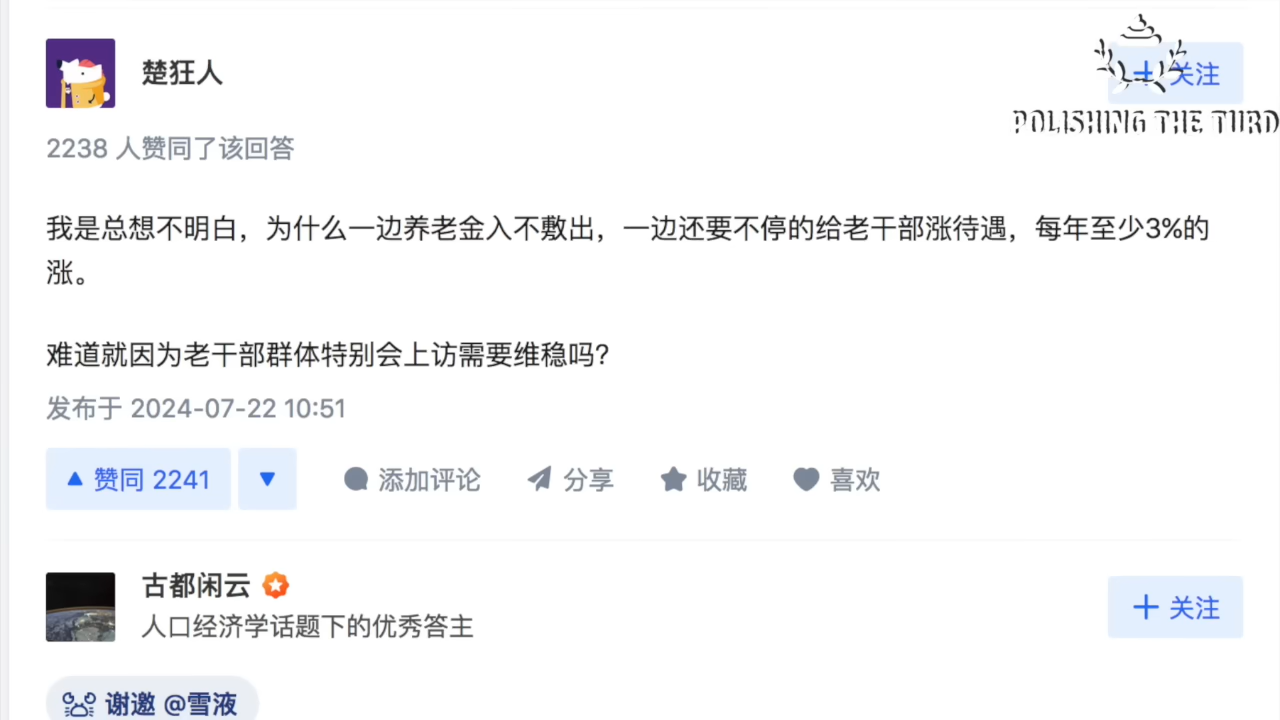 楚狂人
+ 关注
POLISHING THE TURD
2238 人赞同了该回答
我是总想不明白，为什么一边养老金入不敷出，一边还要不停的给老干部涨待遇，每年至少3%的
涨。
难道就因为老干部群体特别会上访需要维稳吗?
发布于 2024-07-22 10:51
赞同 2241
添加评论
分享
收藏
喜欢
古都闲云
人口经济学话题下的优秀答主
+ 关注
谢邀 @雪液